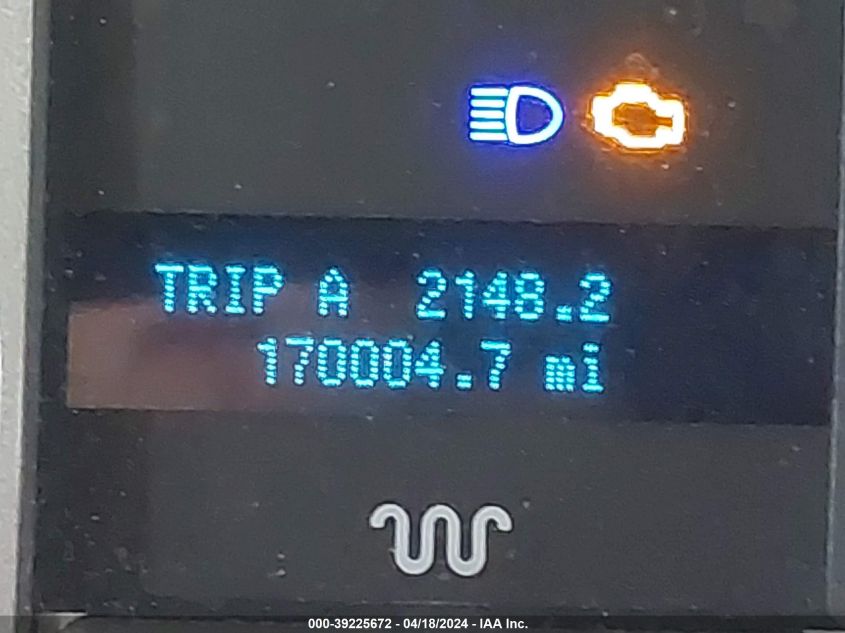 TRIP A 2148.2
170004.7 mi
000-39225672 - 04/18/2024 - IAA Inc.